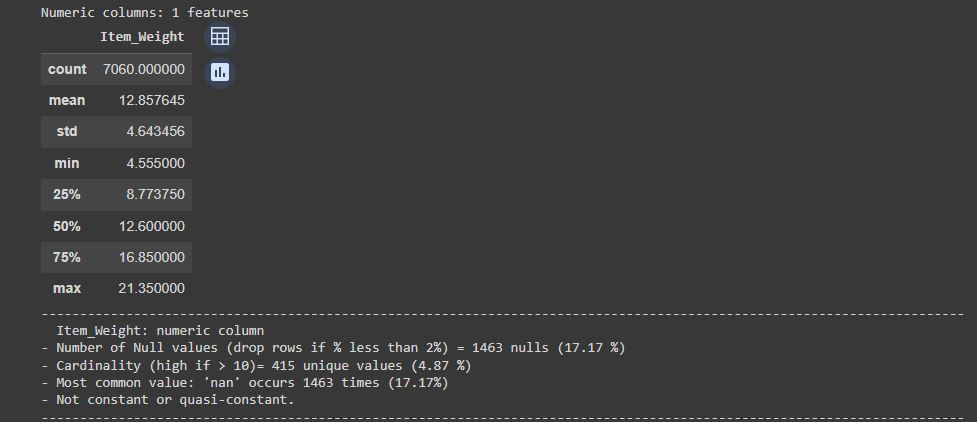 Numeric columns: 1 features
Item_Weight
count 7060.000000
mean 12.857645
std 4.643456
min 4.555000
25% 8.773750
50% 12.600000
75% 16.850000
max 21.350000
------------------------------------------------------------------------------------------------------------------------
Item_Weight: numeric column
- Number of Null values (drop rows if % less than 2%) = 1463 nulls (17.17 %)
- Cardinality (high if > 10)= 415 unique values (4.87 %)
- Most common value: 'nan' occurs 1463 times (17.17%)
- Not constant or quasi-constant.
------------------------------------------------------------------------------------------------------------------------